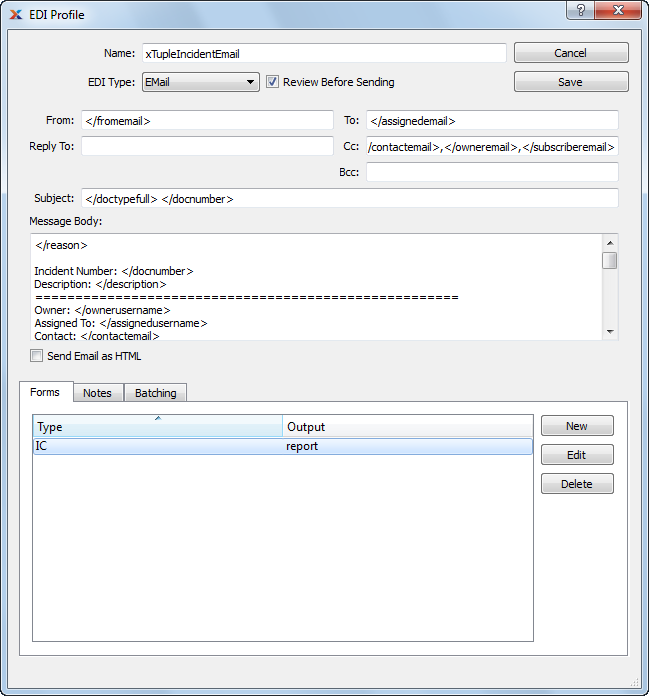 EDI Profile
Name: xTupleIncidentEmail Cancel
EDI Type: EMail Review Before Sending Save
From: </fromemail> To: </assignedemail>
Reply To: Cc: /contactemail>,</owneremail>,</subscriberemail>
Bcc:
Subject: </doctypefull> </docnumber>
Message Body:
</reason>
Incident Number: </docnumber>
Description: </description>
=====================================================
Owner: </ownerusername>
Assigned To: </assignedusername>
Contact: </contactemail>
Send Email as HTML
Forms Notes Batching
Type Output New
IC report
Edit
Delete